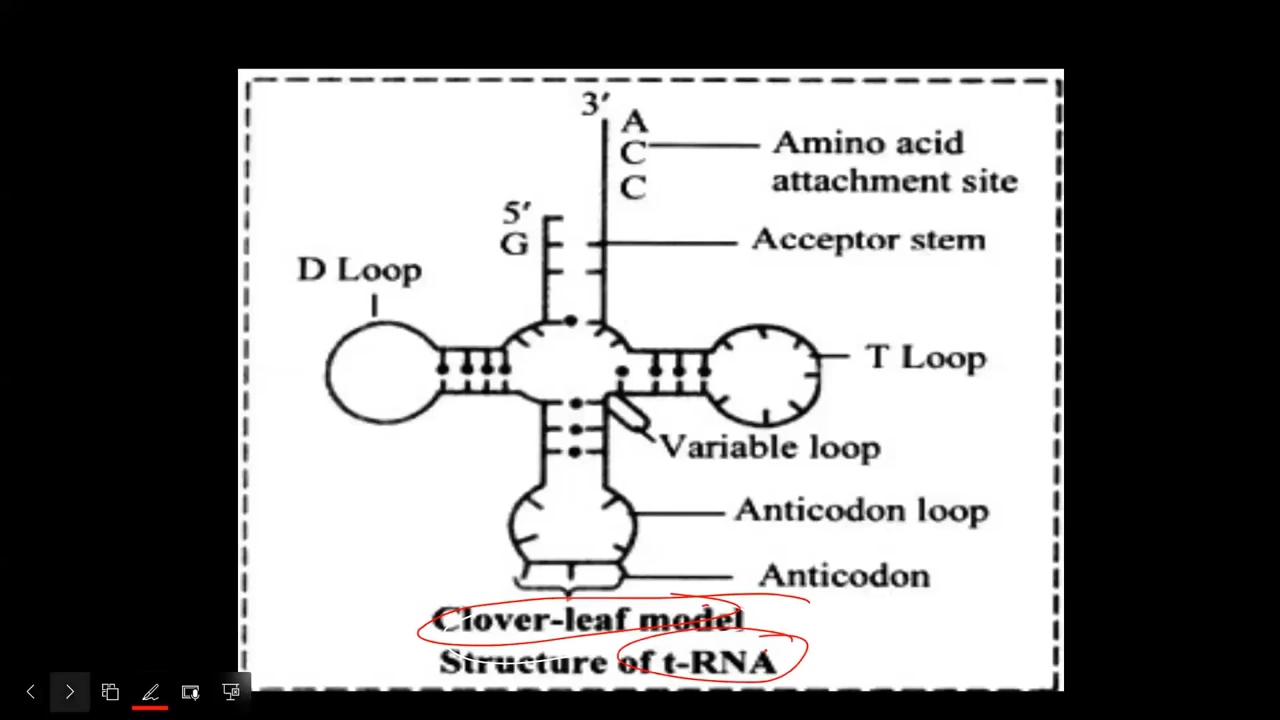 3′
A
C
C
Amino acid
attachment site
5′
G
Acceptor stem
D Loop
T Loop
Variable loop
Anticodon loop
Anticodon
Clover-leaf model
Structure of t-RNA